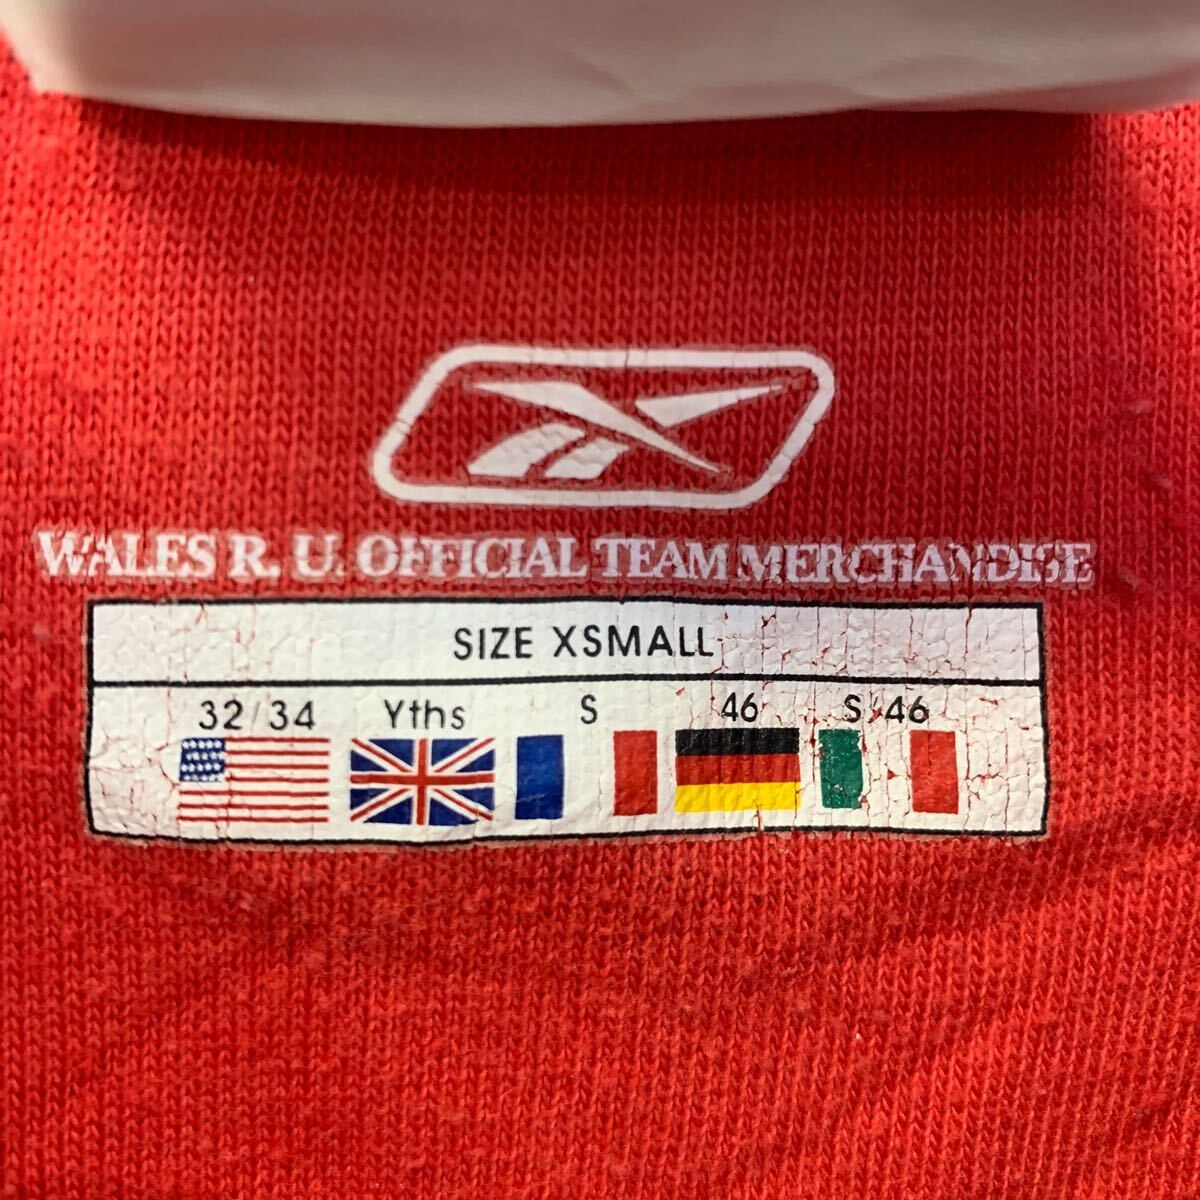 WALES R. U. OFFICIAL TEAM MERCHANDISE
SIZE XSMALL
32/34 Yths S 46 S/46